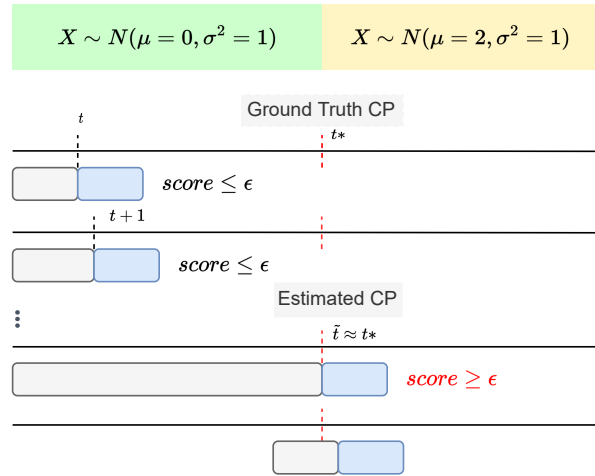 X ∼ N(μ = 0, σ² = 1)
X ∼ N(μ = 2, σ² = 1)
t
Ground Truth CP
t*
score ≤ ϵ
t + 1
score ≤ ϵ
Estimated CP
t̃ ≈ t*
score ≥ ϵ